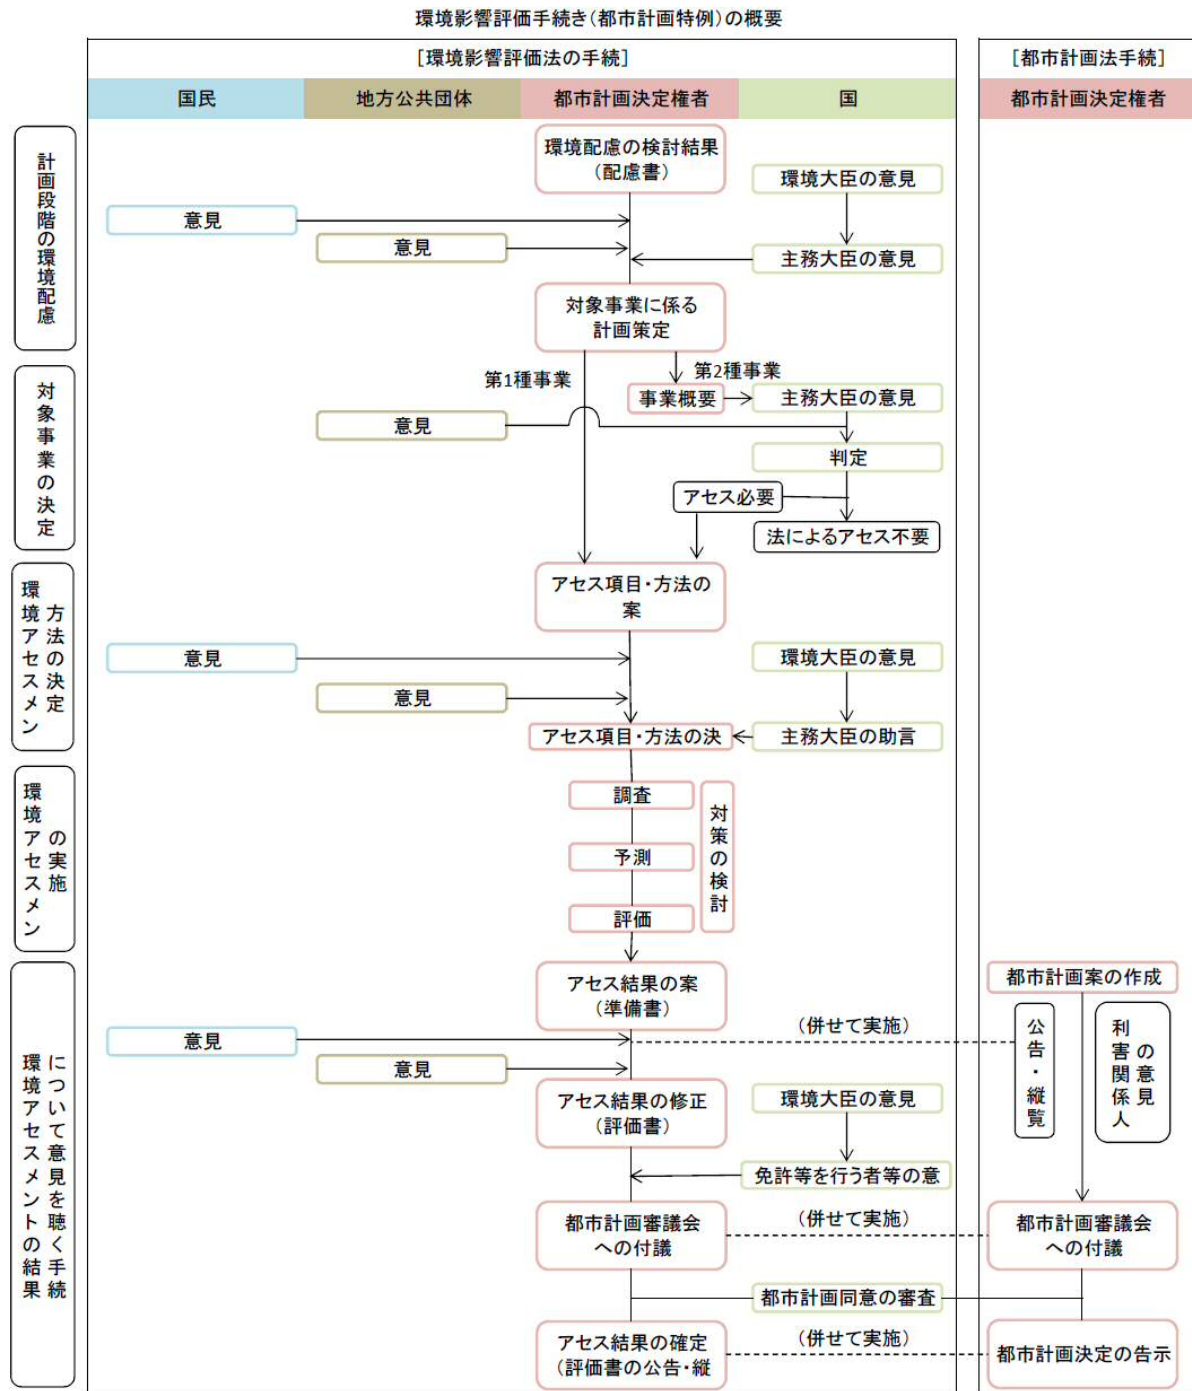 環境影響評価手続き(都市計画特例)の概要
[環境影響評価法の手続]
[都市計画法手続]
国民
地方公共団体
都市計画決定権者
国
都市計画決定権者
計画段階の環境配慮
環境配慮の検討結果
(配慮書)
環境大臣の意見
意見
意見
主務大臣の意見
対象事業に係る
計画策定
対象事業の決定
第1種事業
第2種事業
事業概要
主務大臣の意見
意見
判定
アセス必要
法によるアセス不要
環境アセスメン
方法の決定
アセス項目・方法の
案
意見
環境大臣の意見
意見
アセス項目・方法の決
主務大臣の助言
環境アセスメン
の実施
調査
対策の検討
予測
評価
環境アセスメントの結果
について意見を聴く手続
アセス結果の案
(準備書)
都市計画案の作成
意見
(併せて実施)
公告・縦覧
利害関係人
の意見
意見
アセス結果の修正
(評価書)
環境大臣の意見
免許等を行う者等の意
都市計画審議会
への付議
(併せて実施)
都市計画審議会
への付議
都市計画同意の審査
アセス結果の確定
(評価書の公告・縦
(併せて実施)
都市計画決定の告示